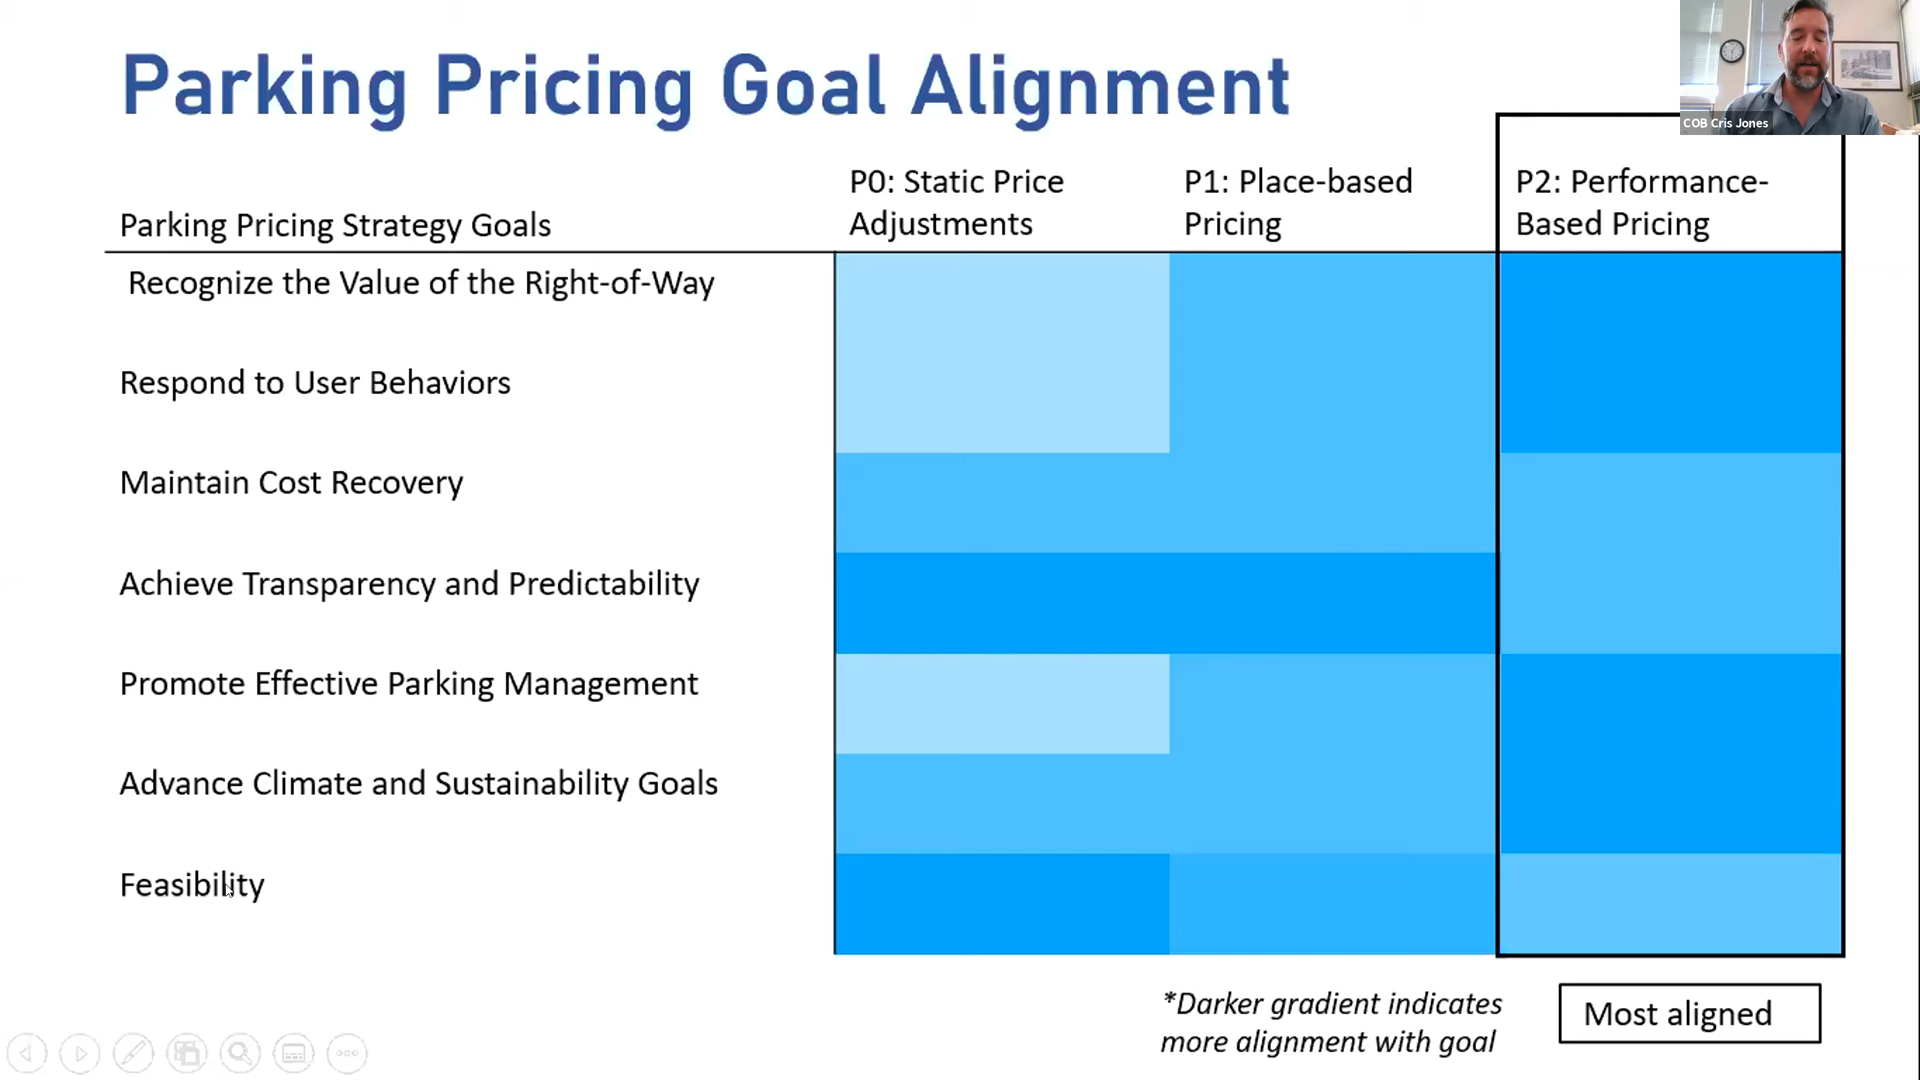 Parking Pricing Goal Alignment
COB Cris Jones
Parking Pricing Strategy Goals
P0: Static Price
Adjustments
P1: Place-based
Pricing
P2: Performance-
Based Pricing
Recognize the Value of the Right-of-Way
Respond to User Behaviors
Maintain Cost Recovery
Achieve Transparency and Predictability
Promote Effective Parking Management
Advance Climate and Sustainability Goals
Feasibility
*Darker gradient indicates
more alignment with goal
Most aligned